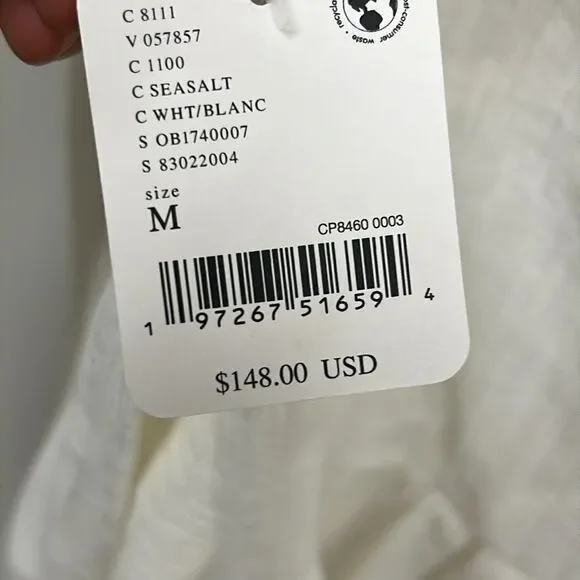 C 8111
V 057857
C 1100
C SEASALT
C WHT/BLANC
S OB1740007
S 83022004
size
M
CP8460 0003
1 97267 51659 4
$148.00 USD